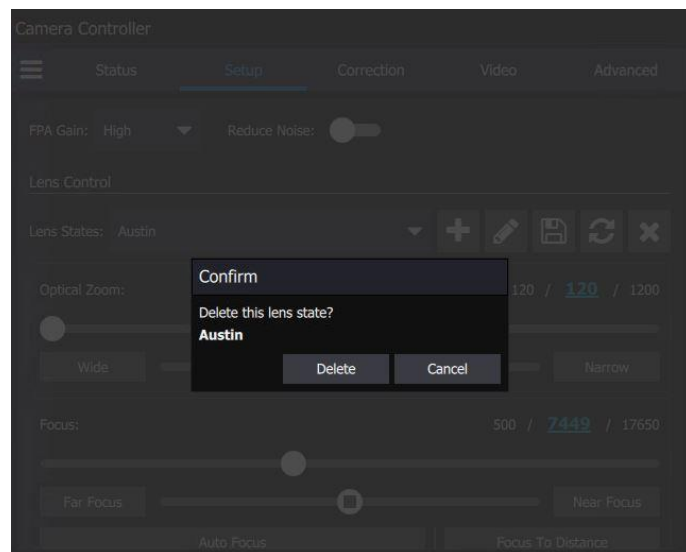 Camera Controller
Status Setup Correction Video Advanced
FPA Gain: High Reduce Noise:
Lens Control
Lens States: Austin
Confirm
Optical Zoom: 120 / 120 / 1200
Delete this lens state?
Austin
Wide Narrow
Delete Cancel
Focus: 500 / 7449 / 17650
Far Focus Near Focus
Auto Focus Focus To Distance